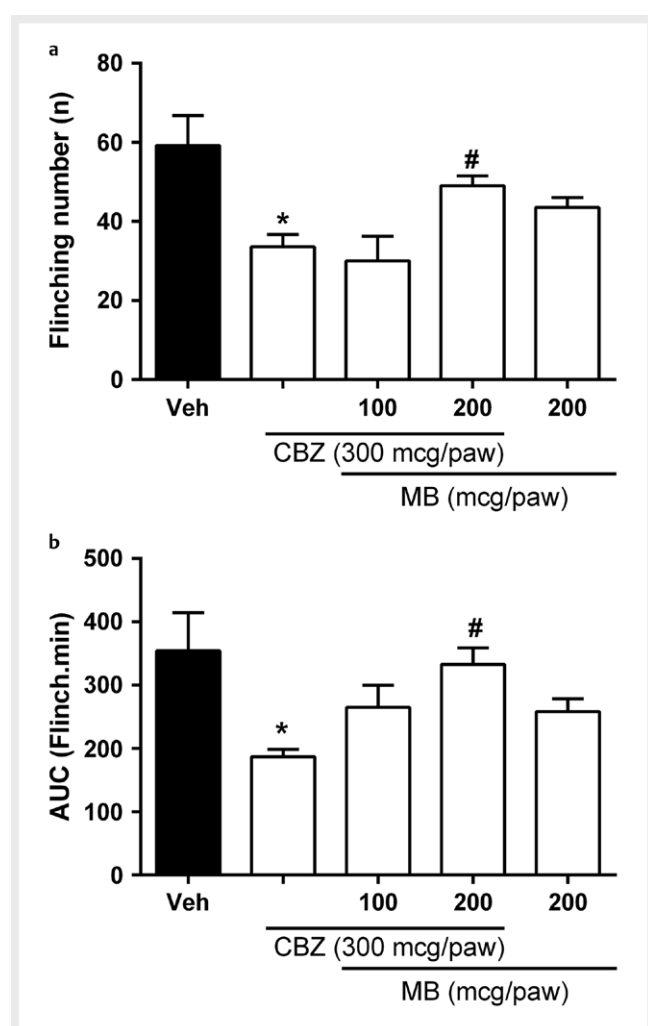 a
Flinching number (n)
80
60
40
20
0
*
#
Veh
100
200
200
CBZ (300 mcg/paw)
MB (mcg/paw)
b
AUC (Flinch.min)
500
400
300
200
100
0
*
#
Veh
100
200
200
CBZ (300 mcg/paw)
MB (mcg/paw)